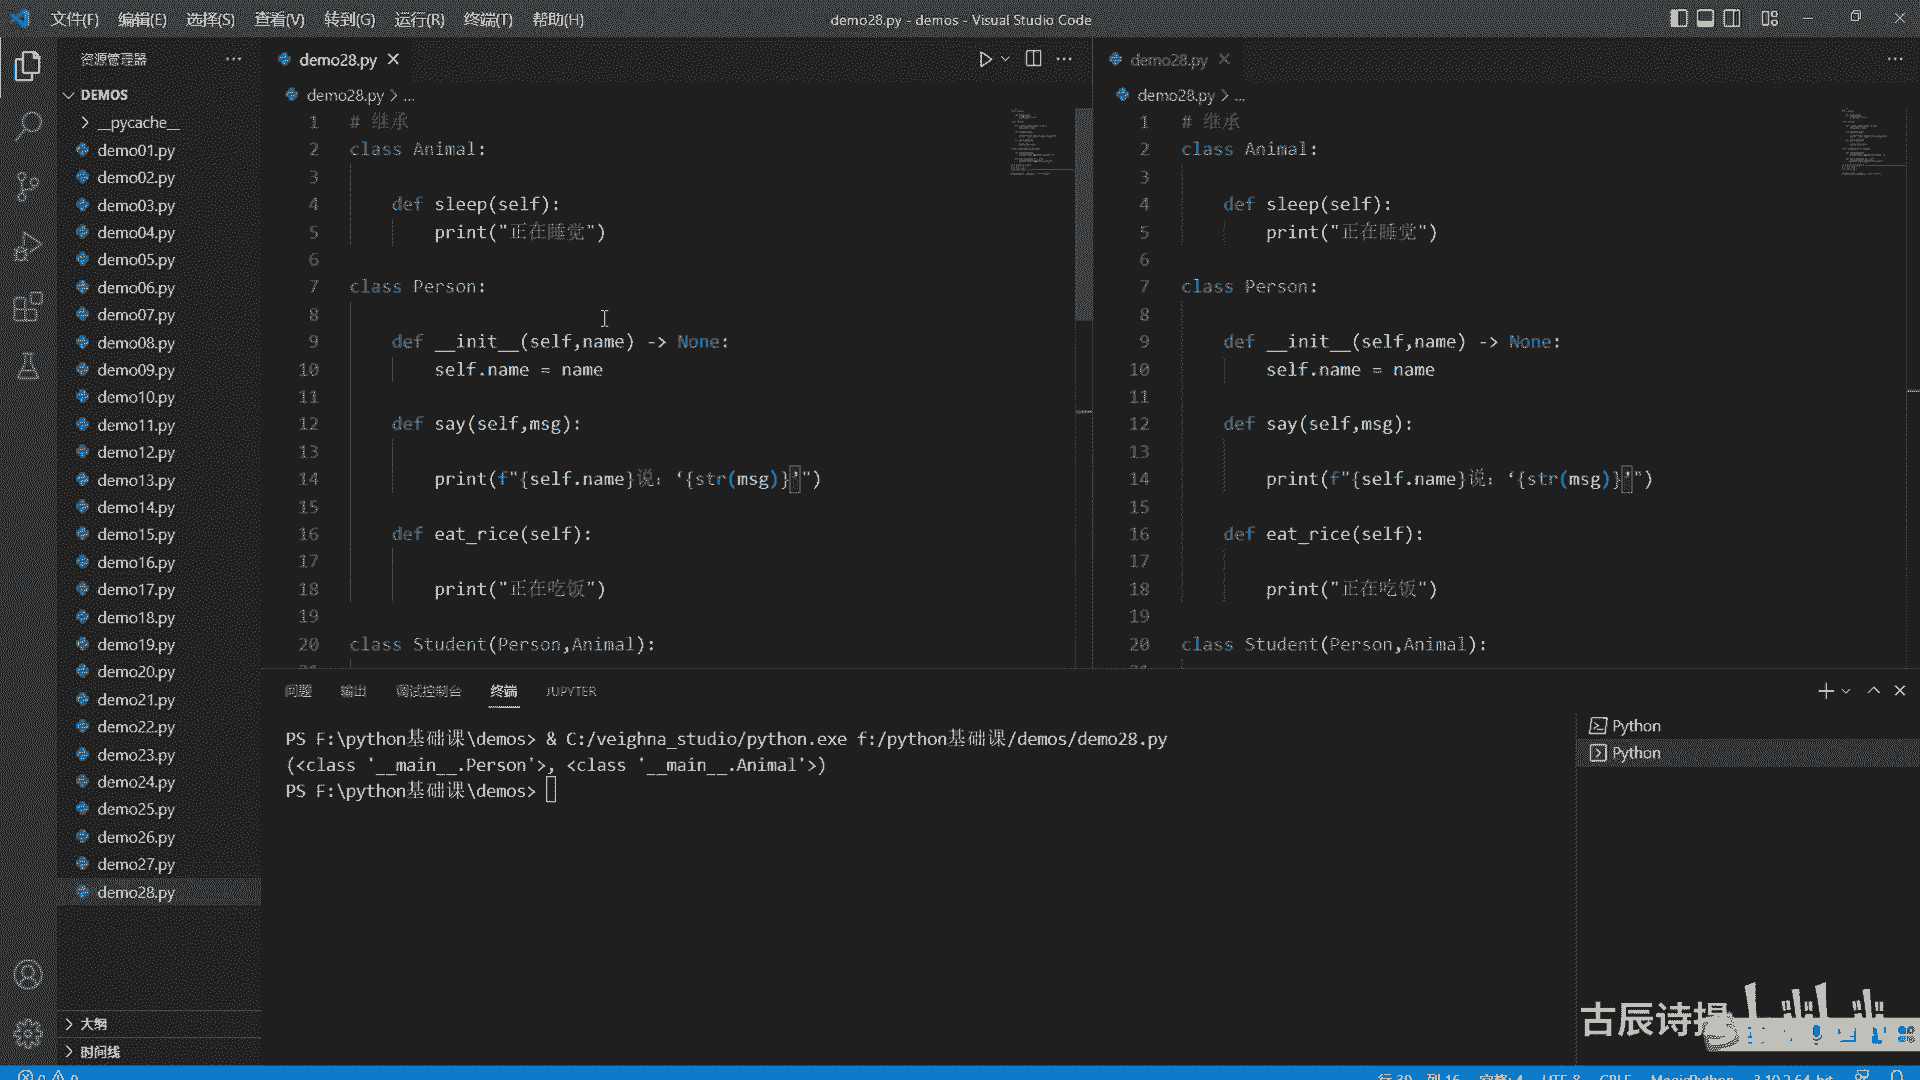 文件(F) 编辑(E) 选择(S) 查看(V) 转到(G) 运行(R) 终端(T) 帮助(H)
demo28.py - demos - Visual Studio Code
资源管理器
DEMOS
__pycache__
demo01.py
demo02.py
demo03.py
demo04.py
demo05.py
demo06.py
demo07.py
demo08.py
demo09.py
demo10.py
demo11.py
demo12.py
demo13.py
demo14.py
demo15.py
demo16.py
demo17.py
demo18.py
demo19.py
demo20.py
demo21.py
demo22.py
demo23.py
demo24.py
demo25.py
demo26.py
demo27.py
demo28.py
大纲
时间线
demo28.py
demo28.py > ...
1 # 继承
2 class Animal:
3
4 def sleep(self):
5 print("正在睡觉")
6
7 class Person:
8
9 def __init__(self,name) -> None:
10 self.name = name
11
12 def say(self,msg):
13
14 print(f"{self.name}说：‘{str(msg)}’")
15
16 def eat_rice(self):
17
18 print("正在吃饭")
19
20 class Student(Person,Animal):
demo28.py
demo28.py > ...
1 # 继承
2 class Animal:
3
4 def sleep(self):
5 print("正在睡觉")
6
7 class Person:
8
9 def __init__(self,name) -> None:
10 self.name = name
11
12 def say(self,msg):
13
14 print(f"{self.name}说：‘{str(msg)}’")
15
16 def eat_rice(self):
17
18 print("正在吃饭")
19
20 class Student(Person,Animal):
问题 输出 调试控制台 终端 JUPYTER
PS F:\python基础课\demos> & C:/veighna_studio/python.exe f:/python基础课/demos/demo28.py
(<class '__main__.Person'>, <class '__main__.Animal'>)
PS F:\python基础课\demos>
Python
Python
古辰诗提